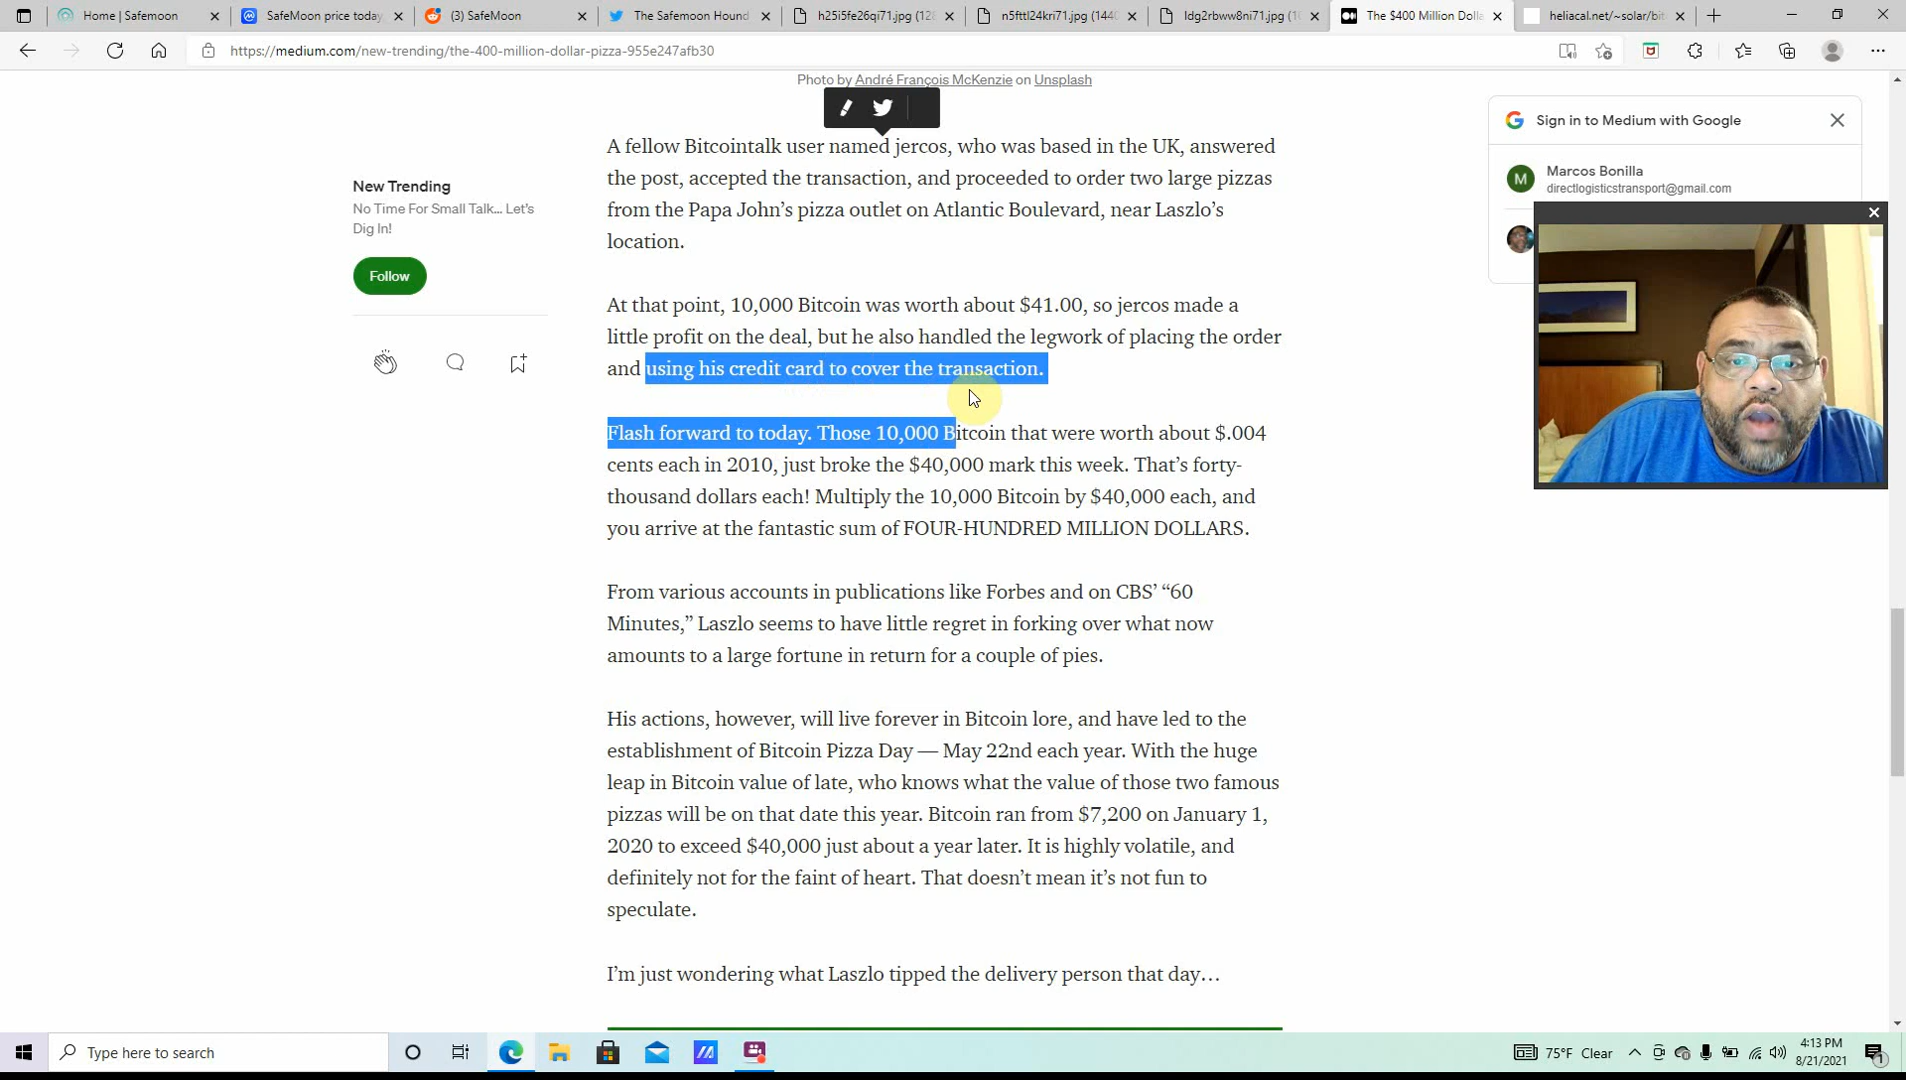 Home | Safemoon
SafeMoon price today,
(3) SafeMoon
The Safemoon Hound
h25i5fe26qi71.jpg (128
n5fttl24kri71.jpg (1440
ldg2rbww8ni71.jpg (1
The $400 Million Dolla
heliacal.net/~solar/bit
https://medium.com/new-trending/the-400-million-dollar-pizza-955e247afb30
Photo by André François McKenzie on Unsplash
Sign in to Medium with Google
M
Marcos Bonilla
directlogisticstransport@gmail.com
New Trending
No Time For Small Talk... Let's
Dig In!
Follow
A fellow Bitcointalk user named jercos, who was based in the UK, answered
the post, accepted the transaction, and proceeded to order two large pizzas
from the Papa John's pizza outlet on Atlantic Boulevard, near Laszlo's
location.
At that point, 10,000 Bitcoin was worth about $41.00, so jercos made a
little profit on the deal, but he also handled the legwork of placing the order
and using his credit card to cover the transaction.
Flash forward to today. Those 10,000 Bitcoin that were worth about $.004
cents each in 2010, just broke the $40,000 mark this week. That's forty-
thousand dollars each! Multiply the 10,000 Bitcoin by $40,000 each, and
you arrive at the fantastic sum of FOUR-HUNDRED MILLION DOLLARS.
From various accounts in publications like Forbes and on CBS' “60
Minutes,” Laszlo seems to have little regret in forking over what now
amounts to a large fortune in return for a couple of pies.
His actions, however, will live forever in Bitcoin lore, and have led to the
establishment of Bitcoin Pizza Day — May 22nd each year. With the huge
leap in Bitcoin value of late, who knows what the value of those two famous
pizzas will be on that date this year. Bitcoin ran from $7,200 on January 1,
2020 to exceed $40,000 just about a year later. It is highly volatile, and
definitely not for the faint of heart. That doesn't mean it's not fun to
speculate.
I'm just wondering what Laszlo tipped the delivery person that day...
Type here to search
75°F Clear
4:13 PM
8/21/2021
1